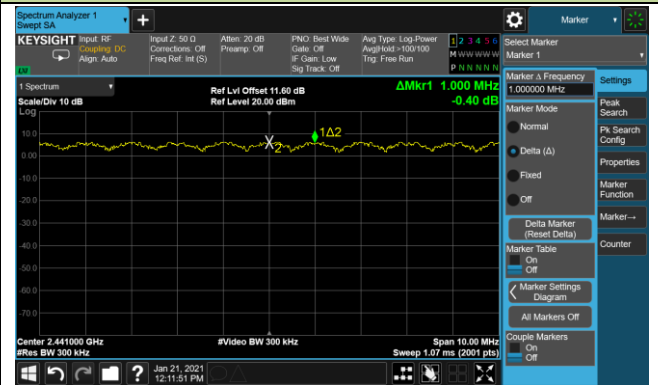 Spectrum Analyzer 1
Swept SA
+
Marker
KEYSIGHT
Input: RF
Coupling: DC
Align: Auto
Input Z: 50 Ω
Corrections: Off
Freq Ref: Int (S)
Atten: 20 dB
Preamp: Off
PNO: Best Wide
Gate: Off
IF Gain: Low
Sig Track: Off
Avg Type: Log-Power
Avg|Hold:>100/100
Trig: Free Run
1 2 3 4 5 6
M W W W W W
P N N N N N
LXI
Select Marker
Marker 1
1 Spectrum
Scale/Div 10 dB
Log
Ref Lvl Offset 11.60 dB
Ref Level 20.00 dBm
ΔMkr1 1.000 MHz
-0.40 dB
10.0
0.00
-10.0
-20.0
-30.0
-40.0
-50.0
-60.0
-70.0
1Δ2
2
Center 2.441000 GHz
#Res BW 300 kHz
#Video BW 300 kHz
Span 10.00 MHz
Sweep 1.07 ms (2001 pts)
Marker Δ Frequency
1.000000 MHz
Marker Mode
Normal
Delta (Δ)
Fixed
Off
Delta Marker
(Reset Delta)
Marker Table
On
Off
Marker Settings
Diagram
All Markers Off
Couple Markers
On
Off
Settings
Peak
Search
Pk Search
Config
Properties
Marker
Function
Marker→
Counter
?
Jan 21, 2021
12:11:51 PM